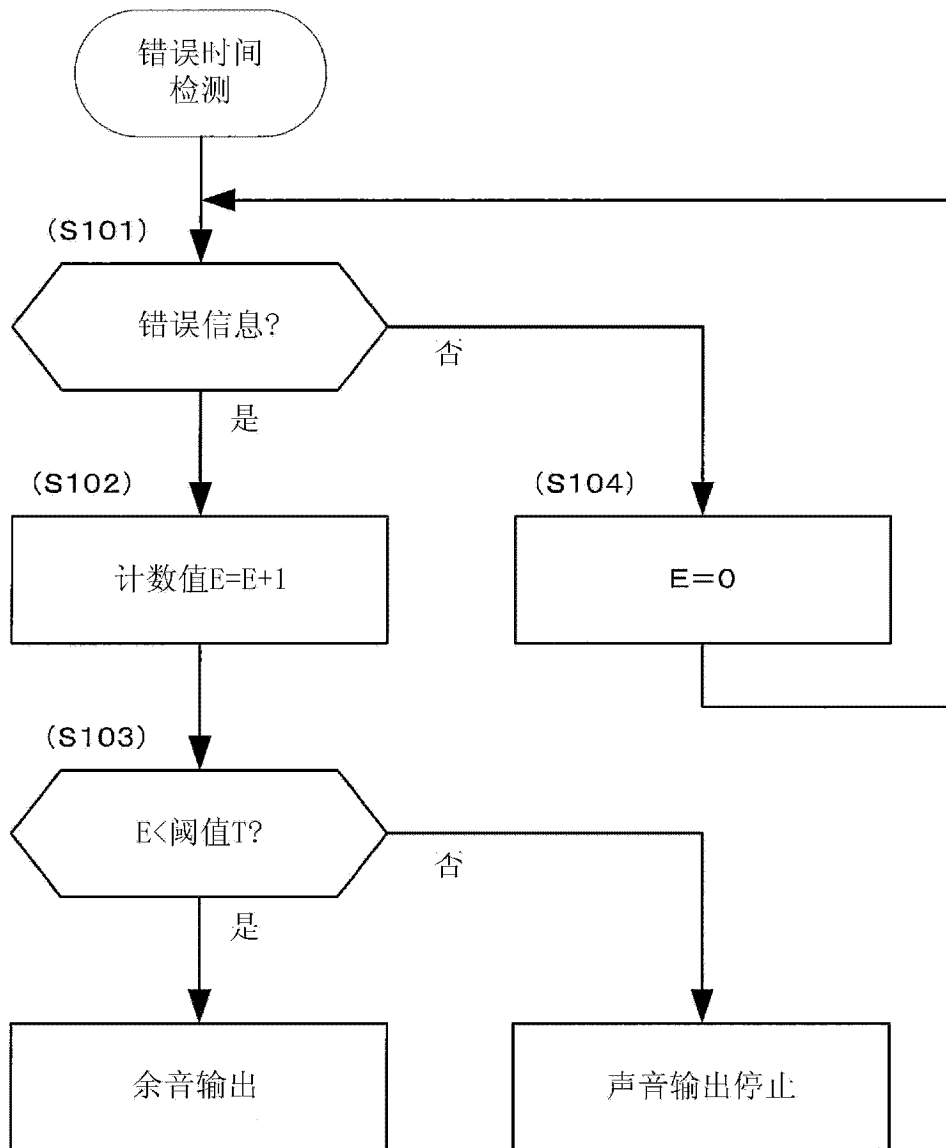 错误时间
检测
(S101)
错误信息?
否
是
(S102)
(S104)
计数值E=E+1
E=0
(S103)
E<阈值T?
否
是
余音输出
声音输出停止